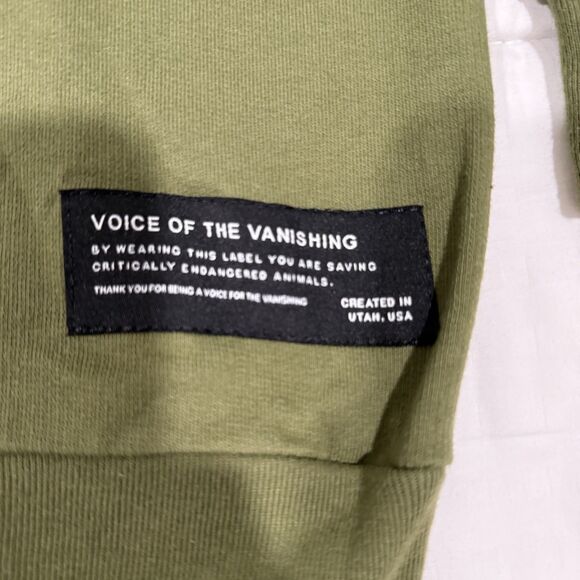 VOICE OF THE VANISHING
BY WEARING THIS LABEL YOU ARE SAVING
CRITICALLY ENDANGERED ANIMALS.
THANK YOU FOR BEING A VOICE FOR THE VANISHING
CREATED IN
UTAH, USA